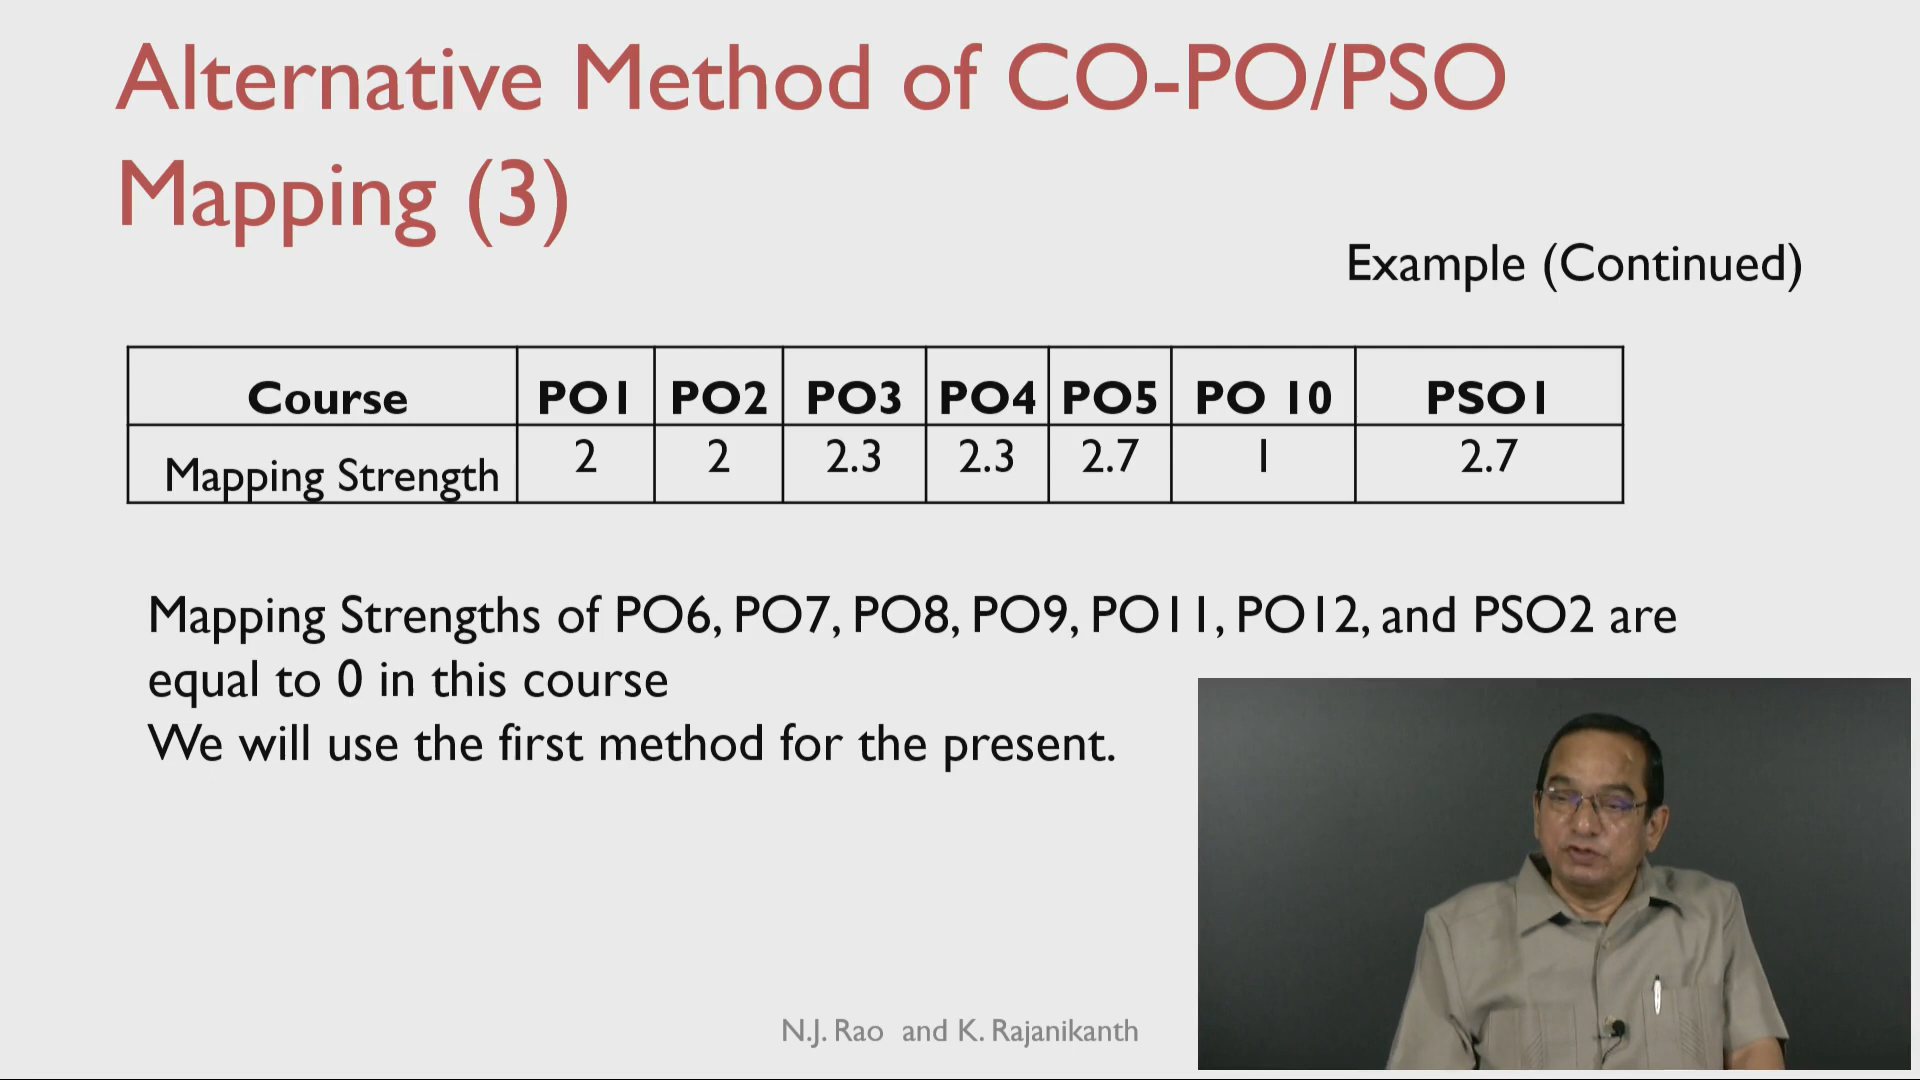 Alternative Method of CO-PO/PSO
Mapping (3)
Example (Continued)
Course PO1 PO2 PO3 PO4 PO5 PO 10 PSO1
Mapping Strength 2 2 2.3 2.3 2.7 1 2.7
Mapping Strengths of PO6, PO7, PO8, PO9, PO11, PO12, and PSO2 are
equal to 0 in this course
We will use the first method for the present.
N.J. Rao and K. Rajanikanth